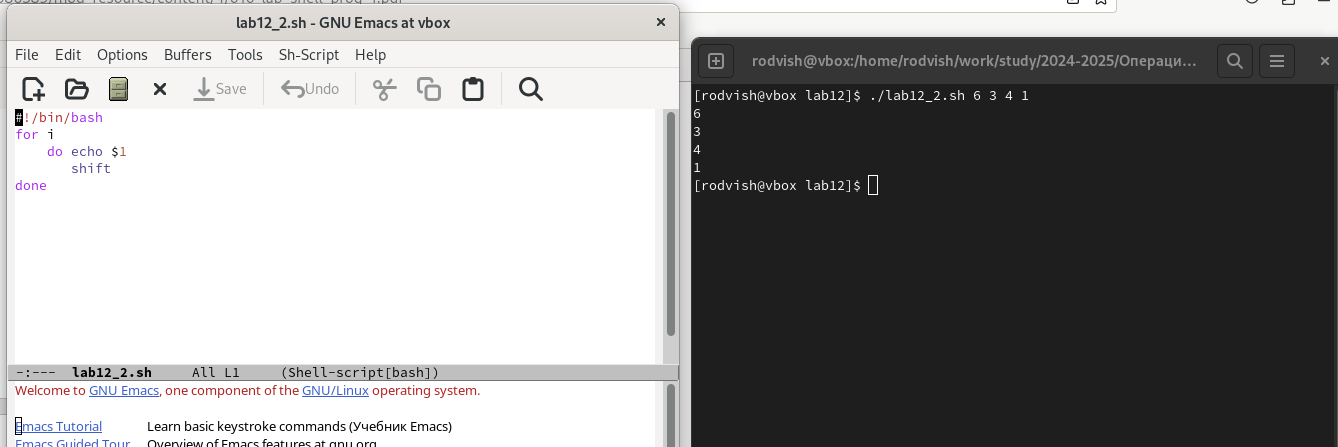 lab12_2.sh - GNU Emacs at vbox
File Edit Options Buffers Tools Sh-Script Help
Save Undo
#!/bin/bash
for i
    do echo $1
       shift
done
-:--- lab12_2.sh All L1 (Shell-script[bash])
Welcome to GNU Emacs, one component of the GNU/Linux operating system.
Emacs Tutorial Learn basic keystroke commands (Учебник Emacs)
Emacs Guided Tour Overview of Emacs features at gnu.org
rodvish@vbox:/home/rodvish/work/study/2024-2025/Операци...
[rodvish@vbox lab12]$ ./lab12_2.sh 6 3 4 1
6
3
4
1
[rodvish@vbox lab12]$